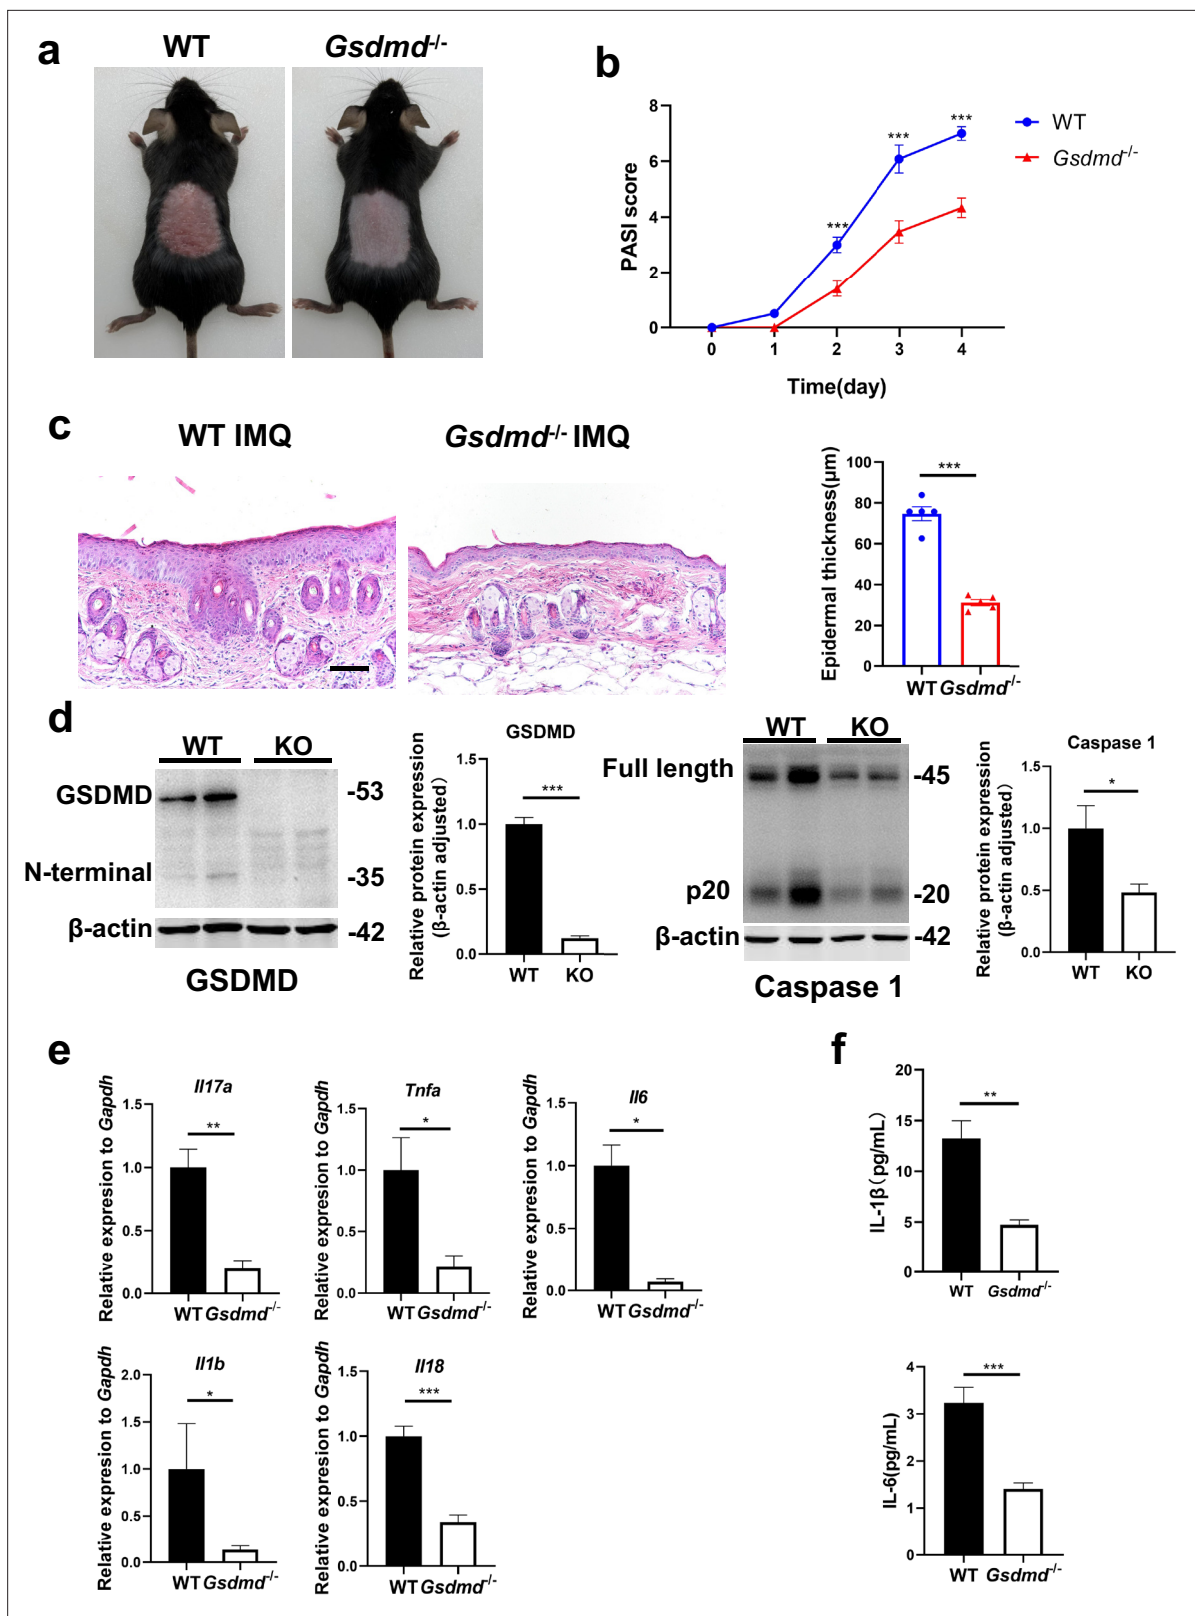 a
WT
Gsdmd-/-
b
PASI score
8
6
4
2
0
***
***
***
0 1 2 3 4
Time(day)
WT
Gsdmd-/-
c
WT IMQ
Gsdmd-/- IMQ
Epidermal thickness(μm)
100
80
60
40
20
0
***
WT Gsdmd-/-
d
WT KO
GSDMD
-53
N-terminal
-35
β-actin
-42
GSDMD
GSDMD
Relative protein expression
(β-actin adjusted)
1.5
1.0
0.5
0.0
***
WT KO
WT KO
Full length
-45
p20
-20
β-actin
-42
Caspase 1
Caspase 1
Relative protein expression
(β-actin adjusted)
1.5
1.0
0.5
0.0
*
WT KO
e
Il17a
Relative expresion to Gapdh
1.5
1.0
0.5
0.0
**
WT Gsdmd-/-
Tnfa
Relative expresion to Gapdh
1.5
1.0
0.5
0.0
*
WT Gsdmd-/-
Il6
Relative expresion to Gapdh
1.5
1.0
0.5
0.0
*
WT Gsdmd-/-
Il1b
Relative expresion to Gapdh
2.0
1.5
1.0
0.5
0.0
*
WT Gsdmd-/-
Il18
Relative expresion to Gapdh
1.5
1.0
0.5
0.0
***
WT Gsdmd-/-
f
IL-1β(pg/mL)
20
15
10
5
0
**
WT Gsdmd-/-
IL-6(pg/mL)
4
3
2
1
0
***
WT Gsdmd-/-